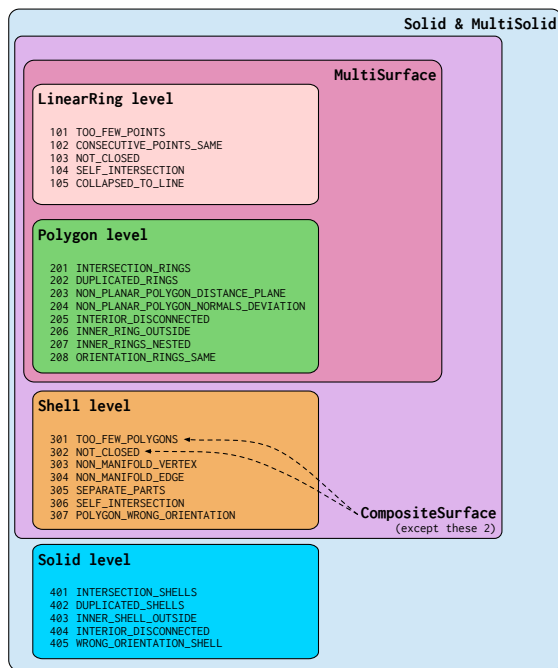 Solid & MultiSolid
MultiSurface
LinearRing level
101 TOO_FEW_POINTS
102 CONSECUTIVE_POINTS_SAME
103 NOT_CLOSED
104 SELF_INTERSECTION
105 COLLAPSED_TO_LINE
Polygon level
201 INTERSECTION_RINGS
202 DUPLICATED_RINGS
203 NON_PLANAR_POLYGON_DISTANCE_PLANE
204 NON_PLANAR_POLYGON_NORMALS_DEVIATION
205 INTERIOR_DISCONNECTED
206 INNER_RING_OUTSIDE
207 INNER_RINGS_NESTED
208 ORIENTATION_RINGS_SAME
Shell level
301 TOO_FEW_POLYGONS
302 NOT_CLOSED
303 NON_MANIFOLD_VERTEX
304 NON_MANIFOLD_EDGE
305 SEPARATE_PARTS
306 SELF_INTERSECTION
307 POLYGON_WRONG_ORIENTATION
CompositeSurface
(except these 2)
Solid level
401 INTERSECTION_SHELLS
402 DUPLICATED_SHELLS
403 INNER_SHELL_OUTSIDE
404 INTERIOR_DISCONNECTED
405 WRONG_ORIENTATION_SHELL